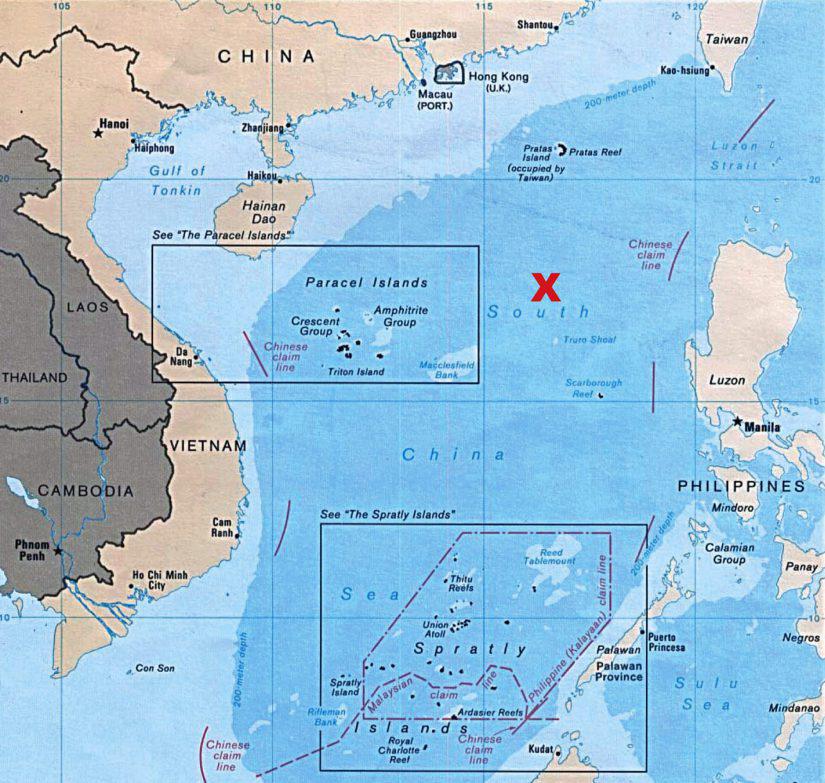 105
110
115
120
Shantou
Guangzhou
Taiwan
CHINA
Kao-hsiung
Hong Kong
(U.K.)
Macau
(PORT.)
200-meter depth
Hanoi
Zhanjiang
Haiphong
Luzon
Strait
Pratas
Island
(occupied by
Taiwan)
Pratas Reef
Gulf of
Tonkin
Haikou
20
Hainan
Dao
See "The Paracel Islands"
Chinese
claim
line
Paracel Islands
X
South
LAOS
Crescent
Group
Amphitrite
Group
Truro Shoal
Da
Nang
Chinese
claim
line
Triton Island
Macclesfield
Bank
THAILAND
Scarborough
Reef
Luzon
15
Manila
VIETNAM
China
CAMBODIA
PHILIPPINES
Mindoro
See "The Spratly Islands"
Cam
Ranh
200-meter depth
Phnom
Penh
Reed
Tablemount
Calamian
Group
Panay
Ho Chi Minh
City
Thitu
Reefs
Sea
claim line
10
Union
Atoll
Spratly
Puerto
Princesa
Negros
Palawan
Palawan
Province
Con Son
200-meter depth
Spratly
Island
Malaysian
claim
line
Philippine (Kalayaan)
Sulu
Sea
Rifleman
Bank
Ardasier Reefs
Mindanao
Islands
Chinese
claim
line
Royal
Charlotte
Reef
Chinese
claim line
Kudat